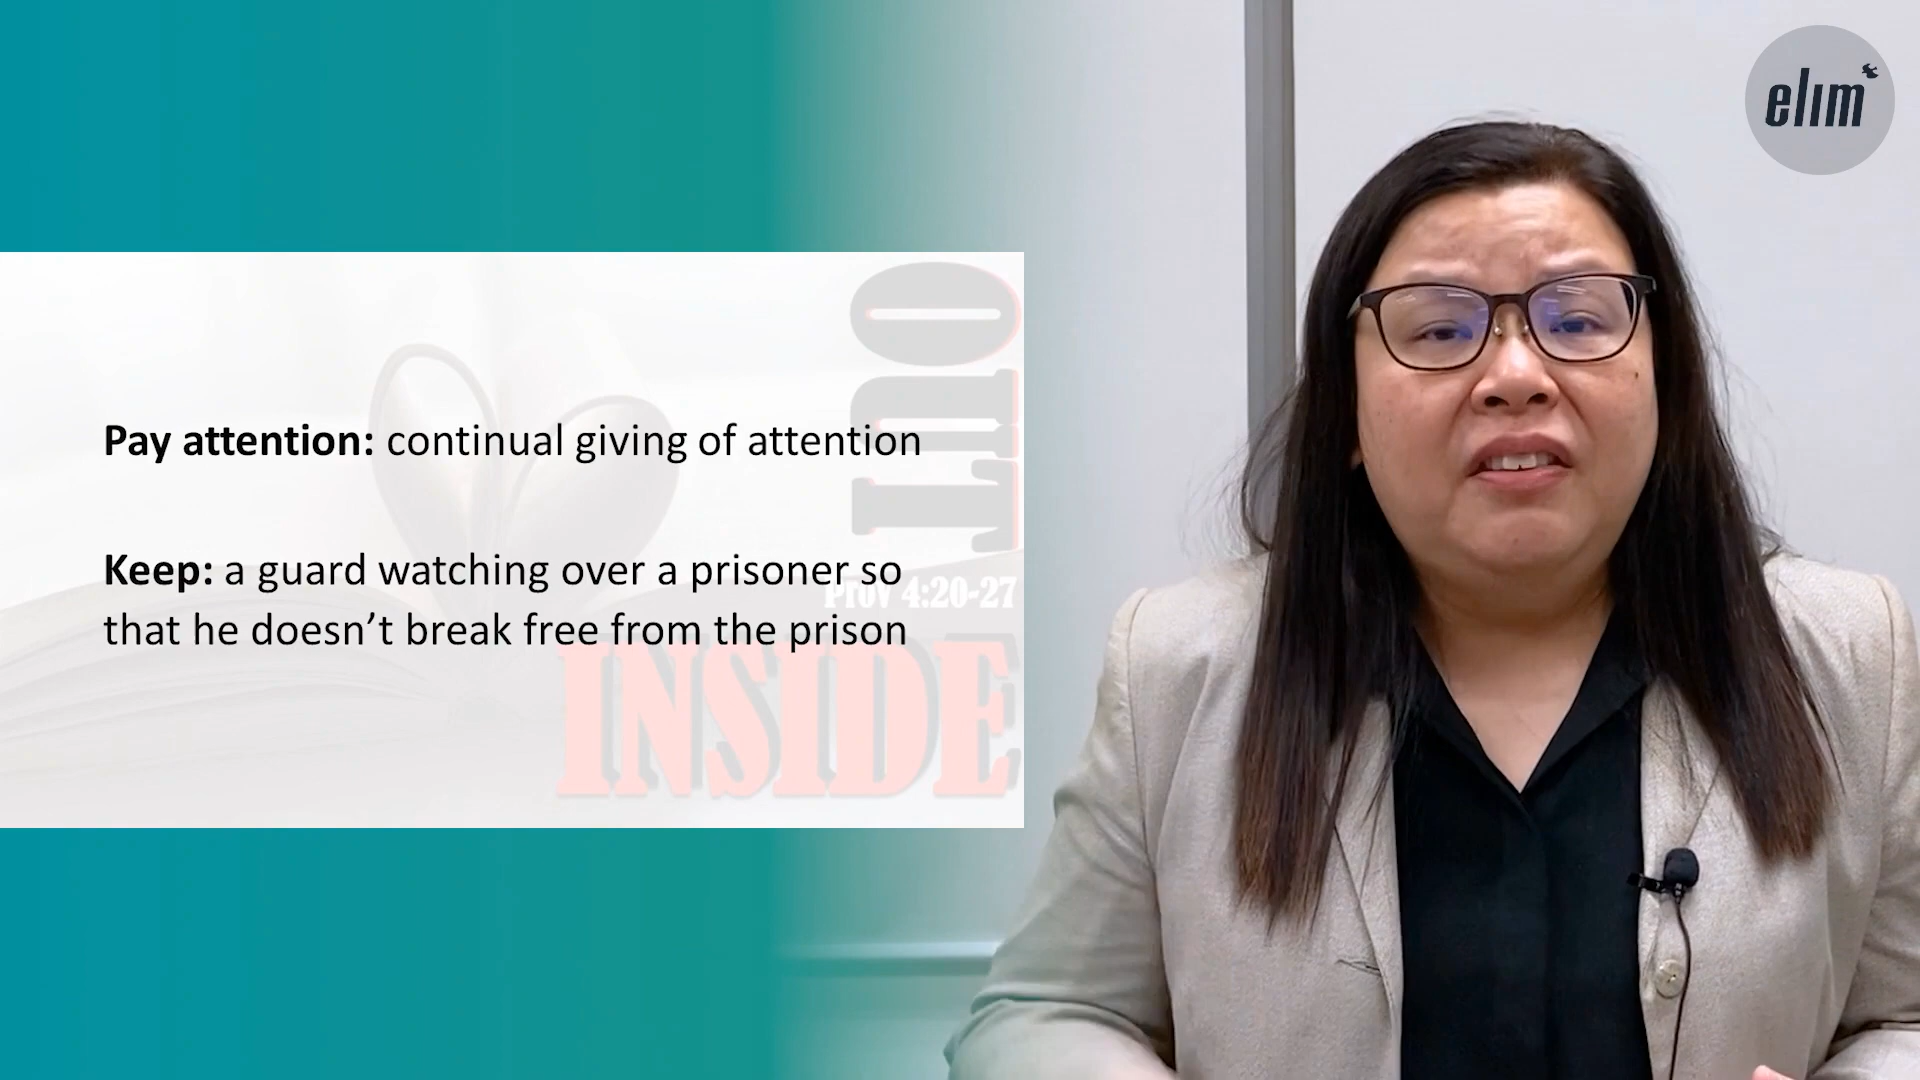 elim
Pay attention: continual giving of attention
Keep: a guard watching over a prisoner so
that he doesn't break free from the prison
INSIDE
OUT
Prov 4:20-27